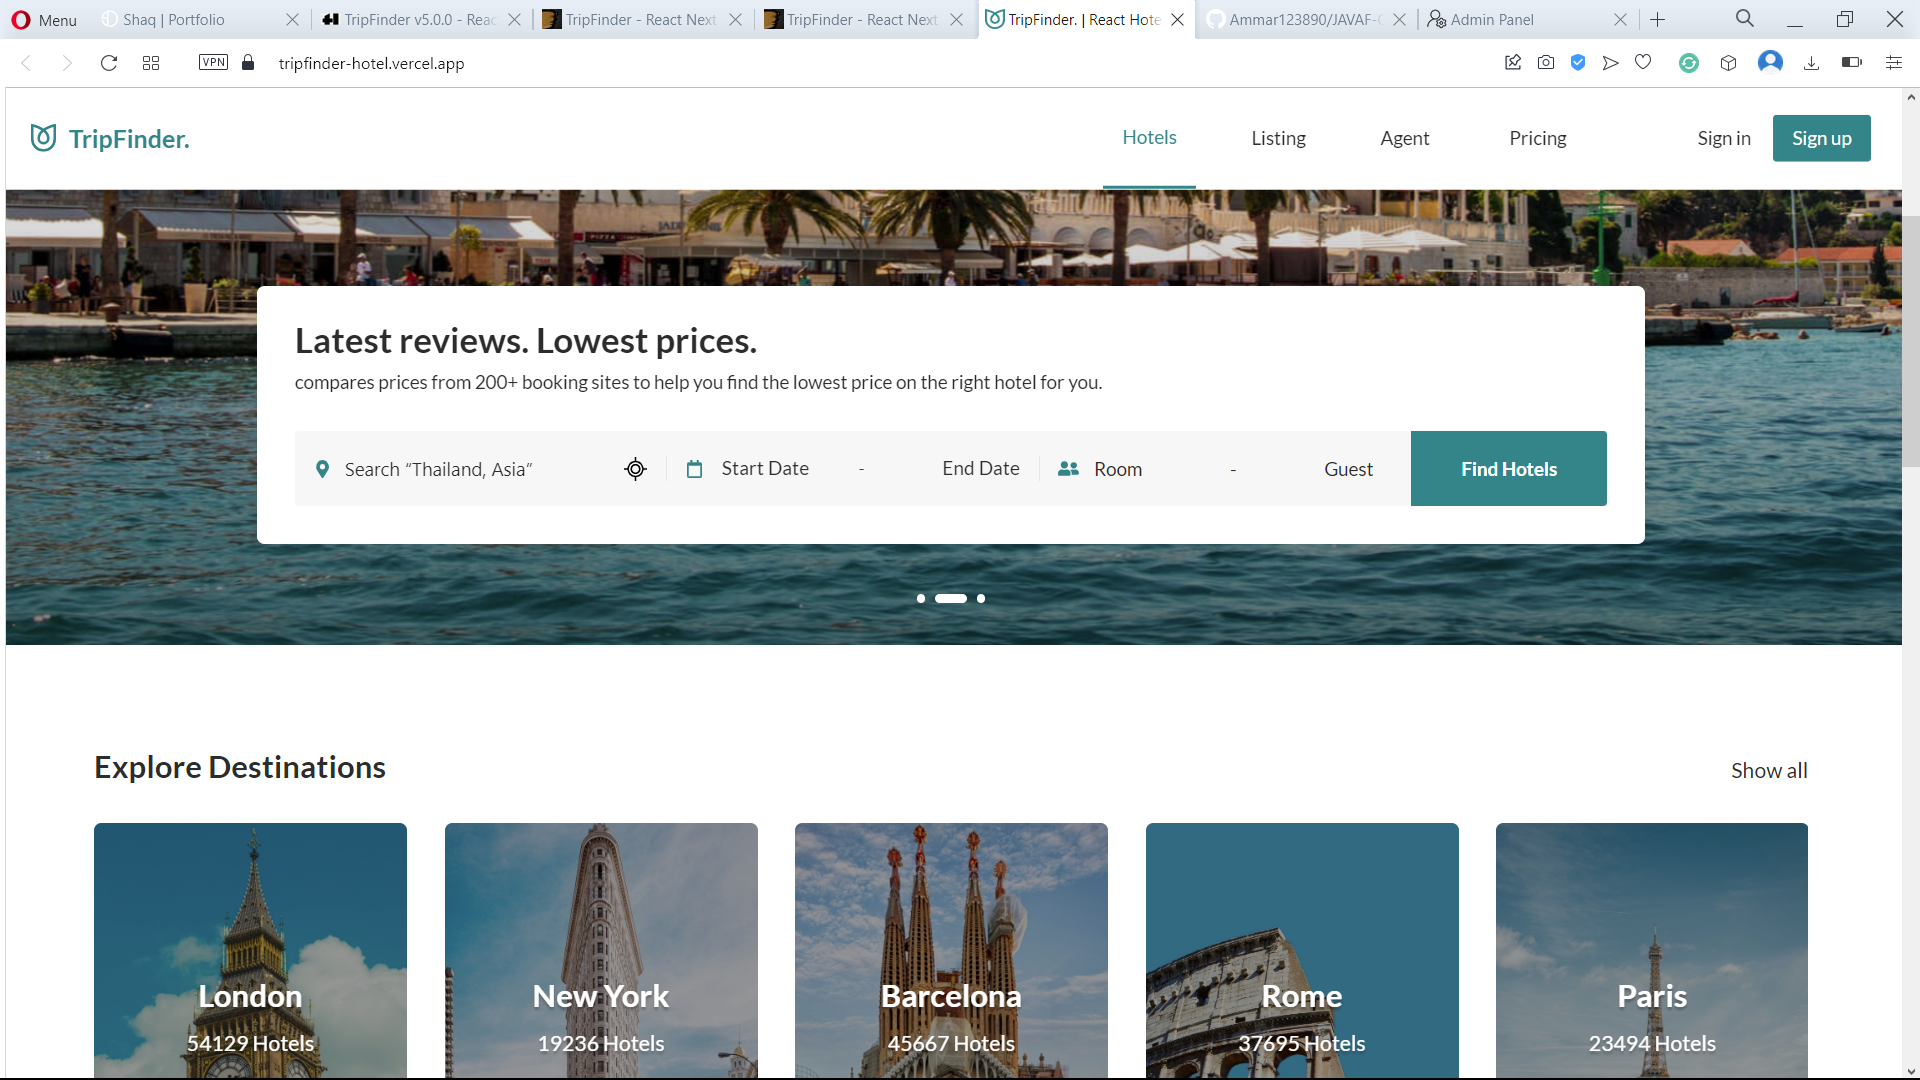 Menu
Shaq | Portfolio
TripFinder v5.0.0 - Reac
TripFinder - React Next
TripFinder - React Next
TripFinder. | React Hote
Ammar123890/JAVAF-
Admin Panel
VPN
tripfinder-hotel.vercel.app
TripFinder.
Hotels
Listing
Agent
Pricing
Sign in
Sign up
PIZZA
Latest reviews. Lowest prices.
compares prices from 200+ booking sites to help you find the lowest price on the right hotel for you.
Search “Thailand, Asia”
Start Date
-
End Date
Room
-
Guest
Find Hotels
Explore Destinations
Show all
London
54129 Hotels
New York
19236 Hotels
Barcelona
45667 Hotels
Rome
37695 Hotels
Paris
23494 Hotels